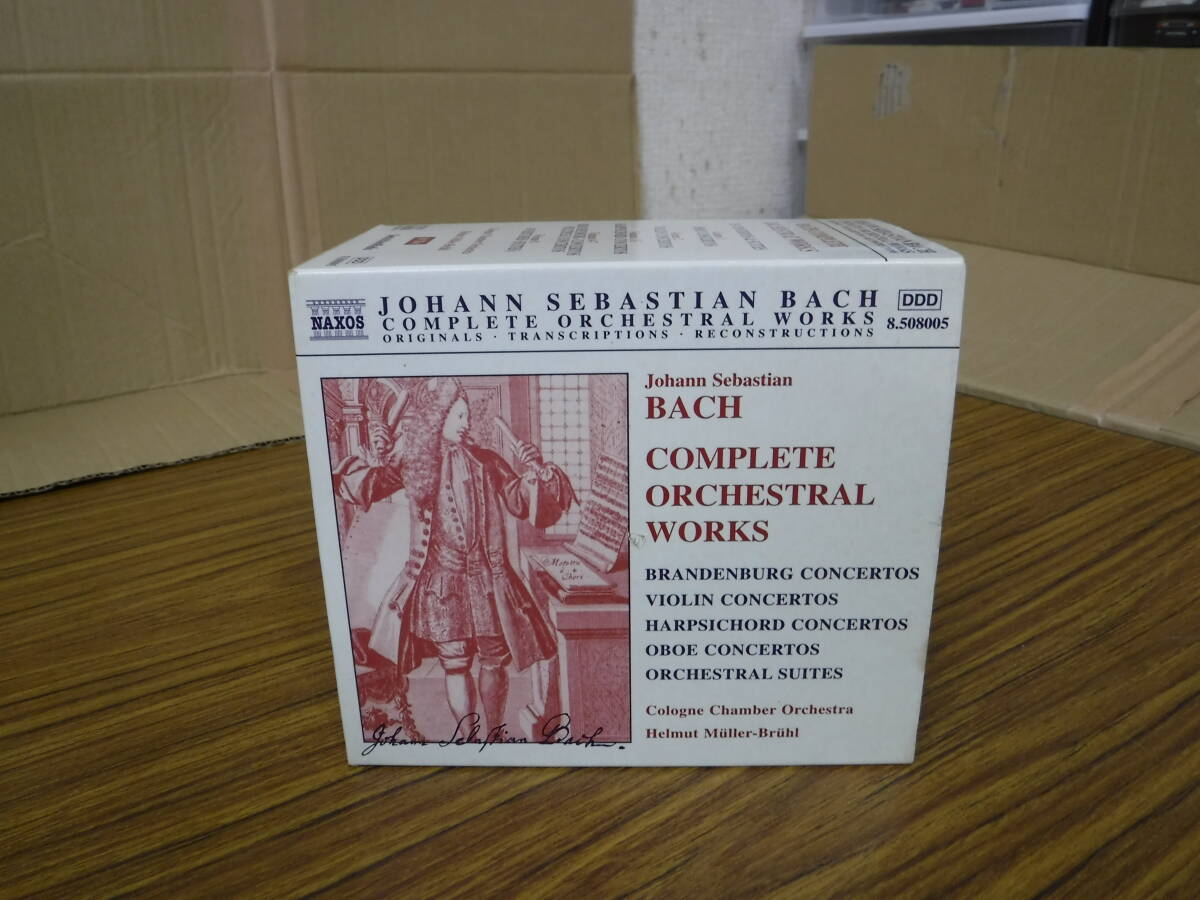 NAXOS
JOHANN SEBASTIAN BACH
COMPLETE ORCHESTRAL WORKS
ORIGINALS · TRANSCRIPTIONS · RECONSTRUCTIONS
DDD
8.508005
Johann Sebastian
BACH
COMPLETE
ORCHESTRAL
WORKS
BRANDENBURG CONCERTOS
VIOLIN CONCERTOS
HARPSICHORD CONCERTOS
OBOE CONCERTOS
ORCHESTRAL SUITES
Cologne Chamber Orchestra
Helmut Müller-Brühl
Johann Sebastian Bach.